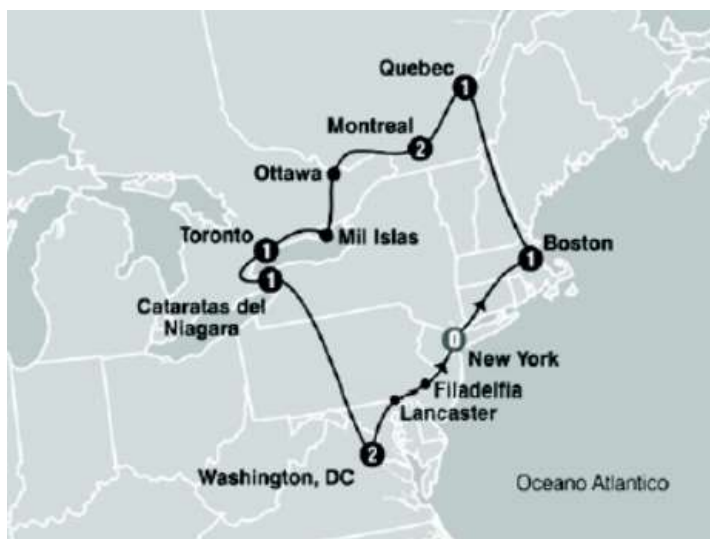 Quebec
1
Montreal
2
Ottawa
Toronto
1
Mil Islas
Boston
1
1
Cataratas del
Niagara
0
New York
Filadelfia
Lancaster
2
Washington, DC
Oceano Atlantico